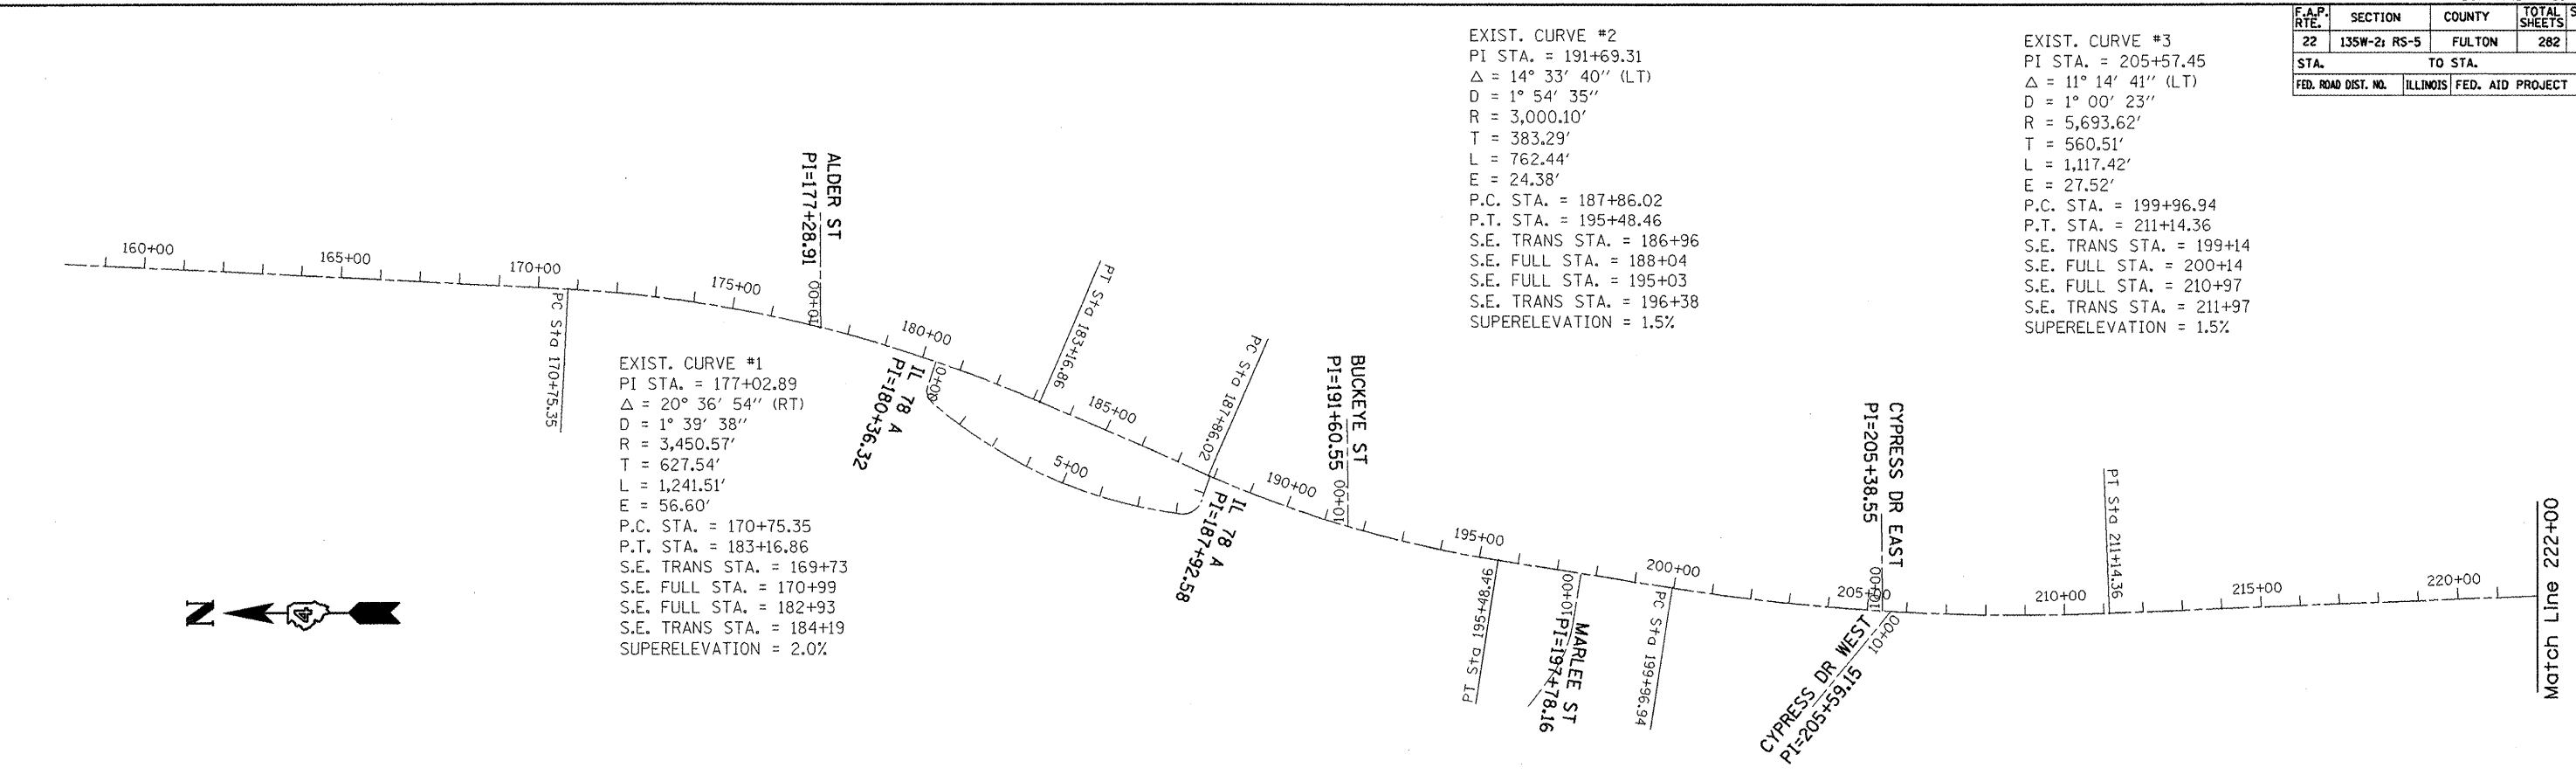 F.A.P. RTE. SECTION COUNTY TOTAL SHEETS
22 135W-2; RS-5 FULTON 282
STA. TO STA.
FED. ROAD DIST. NO. ILLINOIS FED. AID PROJECT
EXIST. CURVE #2
PI STA. = 191+69.31
Δ = 14° 33' 40'' (LT)
D = 1° 54' 35''
R = 3,000.10'
T = 383.29'
L = 762.44'
E = 24.38'
P.C. STA. = 187+86.02
P.T. STA. = 195+48.46
S.E. TRANS STA. = 186+96
S.E. FULL STA. = 188+04
S.E. FULL STA. = 195+03
S.E. TRANS STA. = 196+38
SUPERELEVATION = 1.5%
EXIST. CURVE #3
PI STA. = 205+57.45
Δ = 11° 14' 41'' (LT)
D = 1° 00' 23''
R = 5,693.62'
T = 560.51'
L = 1,117.42'
E = 27.52'
P.C. STA. = 199+96.94
P.T. STA. = 211+14.36
S.E. TRANS STA. = 199+14
S.E. FULL STA. = 200+14
S.E. FULL STA. = 210+97
S.E. TRANS STA. = 211+97
SUPERELEVATION = 1.5%
160+00
165+00
170+00
175+00
180+00
185+00
190+00
195+00
200+00
205+00
210+00
215+00
220+00
PC Sta 170+75.35
ALDER ST
PI=177+28.91
10+00
IL 78 A
PI=180+36.32
0+00
5+00
PT Sta 183+16.86
PC Sta 187+86.02
IL 78 A
PI=187+92.58
BUCKEYE ST
PI=191+60.55
10+00
PT Sta 195+48.46
MARLEE ST
PI=197+78.16
10+00
PC Sta 199+96.94
CYPRESS DR EAST
PI=205+38.55
10+00
CYPRESS DR WEST
PI=205+59.15
10+00
PT Sta 211+14.36
Match Line 222+00
EXIST. CURVE #1
PI STA. = 177+02.89
Δ = 20° 36' 54'' (RT)
D = 1° 39' 38''
R = 3,450.57'
T = 627.54'
L = 1,241.51'
E = 56.60'
P.C. STA. = 170+75.35
P.T. STA. = 183+16.86
S.E. TRANS STA. = 169+73
S.E. FULL STA. = 170+99
S.E. FULL STA. = 182+93
S.E. TRANS STA. = 184+19
SUPERELEVATION = 2.0%
N